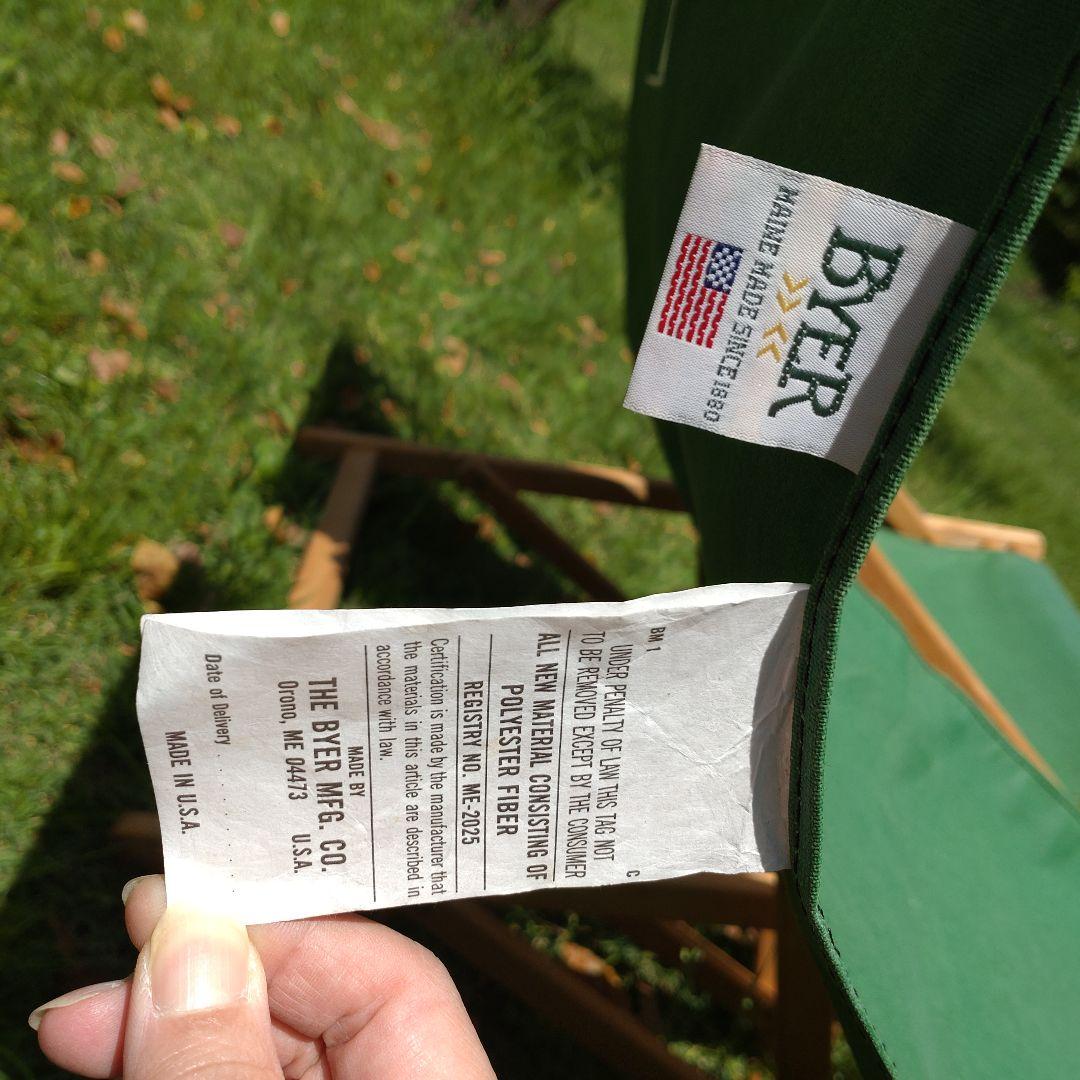 BYER
MAIME MADE SINCE 1880
BM 1
C
UNDER PENALTY OF LAW THIS TAG NOT
TO BE REMOVED EXCEPT BY THE CONSUMER
ALL NEW MATERIAL CONSISTING OF
POLYESTER FIBER
REGISTRY NO. ME-2025
Certification is made by the manufacturer that
the materials in this article are described in
accordance with law.
MADE BY
THE BYER MFG. CO.
Orono, ME 04473 U.S.A.
Date of Delivery
MADE IN U.S.A.